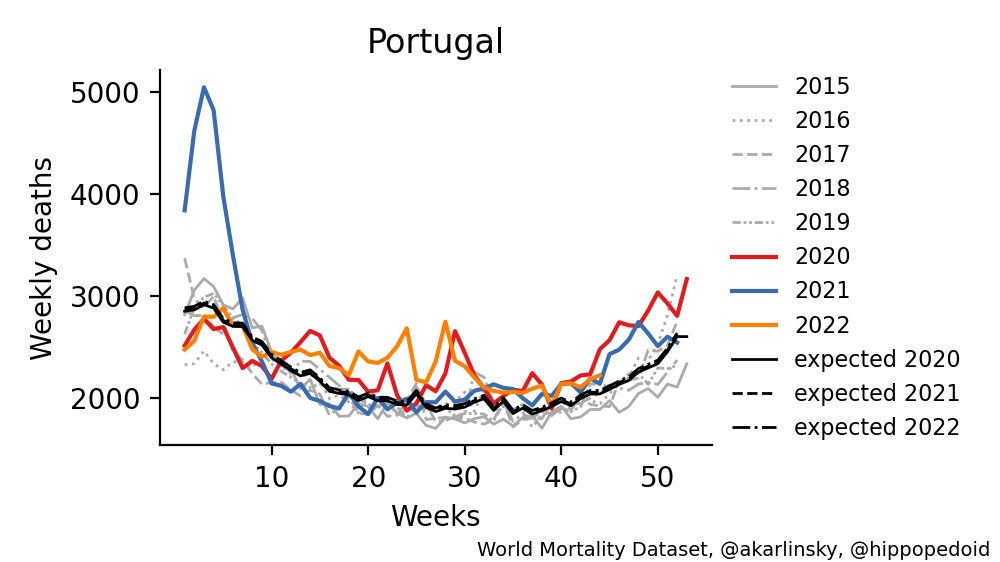 Portugal
Weekly deaths
5000
4000
3000
2000
10 20 30 40 50
Weeks
2015
2016
2017
2018
2019
2020
2021
2022
expected 2020
expected 2021
expected 2022
World Mortality Dataset, @akarlinsky, @hippopedoid